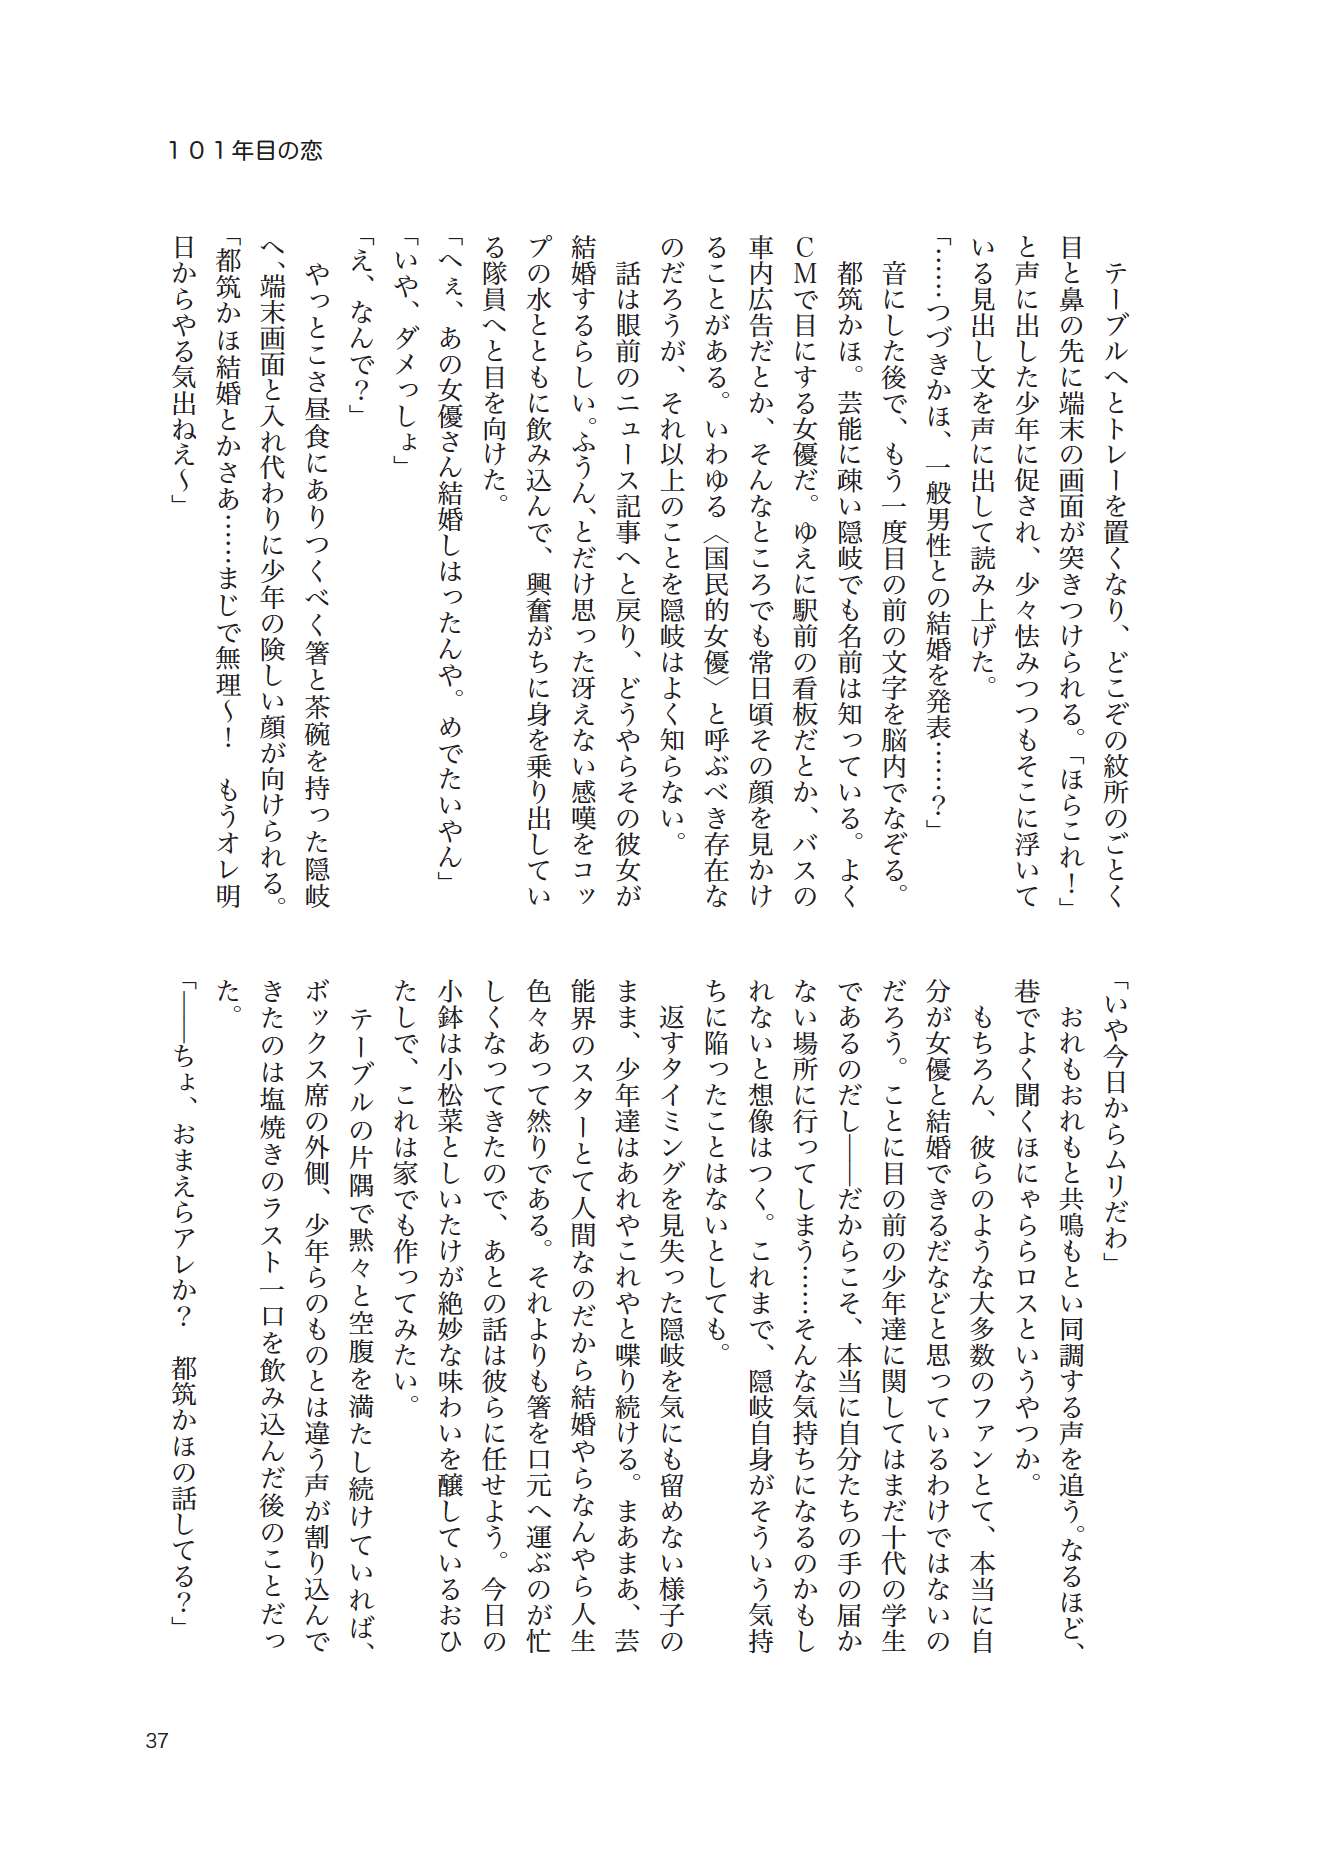 101年目の恋
　テーブルへとトレーを置くなり、どこぞの紋所のごとく
目と鼻の先に端末の画面が突きつけられる。「ほらこれ！」
と声に出した少年に促され、少々怯みつつもそこに浮いて
いる見出し文を声に出して読み上げた。
「……つづきかほ、一般男性との結婚を発表……？」
　音にした後で、もう一度目の前の文字を脳内でなぞる。
　都筑かほ。芸能に疎い隠岐でも名前は知っている。よく
ＣＭで目にする女優だ。ゆえに駅前の看板だとか、バスの
車内広告だとか、そんなところでも常日頃その顔を見かけ
ることがある。いわゆる〈国民的女優〉と呼ぶべき存在な
のだろうが、それ以上のことを隠岐はよく知らない。
　話は眼前のニュース記事へと戻り、どうやらその彼女が
結婚するらしい。ふうん、とだけ思った冴えない感嘆をコッ
プの水とともに飲み込んで、興奮がちに身を乗り出してい
る隊員へと目を向けた。
「へぇ、あの女優さん結婚しはったんや。めでたいやん」
「いや、ダメっしょ」
「え、なんで？」
　やっとこさ昼食にありつくべく箸と茶碗を持った隠岐
へ、端末画面と入れ代わりに少年の険しい顔が向けられる。
「都筑かほ結婚とかさあ……まじで無理〜！　もうオレ明
日からやる気出ねえ〜」
「いや今日からムリだわ」
　おれもおれもと共鳴もとい同調する声を追う。なるほど、
巷でよく聞くほにゃららロスというやつか。
　もちろん、彼らのような大多数のファンとて、本当に自
分が女優と結婚できるだなどと思っているわけではないの
だろう。ことに目の前の少年達に関してはまだ十代の学生
であるのだし――だからこそ、本当に自分たちの手の届か
ない場所に行ってしまう……そんな気持ちになるのかもし
れないと想像はつく。これまで、隠岐自身がそういう気持
ちに陥ったことはないとしても。
　返すタイミングを見失った隠岐を気にも留めない様子の
まま、少年達はあれやこれやと喋り続ける。まあまあ、芸
能界のスターとて人間なのだから結婚やらなんやら人生
色々あって然りである。それよりも箸を口元へ運ぶのが忙
しくなってきたので、あとの話は彼らに任せよう。今日の
小鉢は小松菜としいたけが絶妙な味わいを醸しているおひ
たしで、これは家でも作ってみたい。
　テーブルの片隅で黙々と空腹を満たし続けていれば、
ボックス席の外側、少年らのものとは違う声が割り込んで
きたのは塩焼きのラスト一口を飲み込んだ後のことだっ
た。
「――ちょ、おまえらアレか？　都筑かほの話してる？」
37